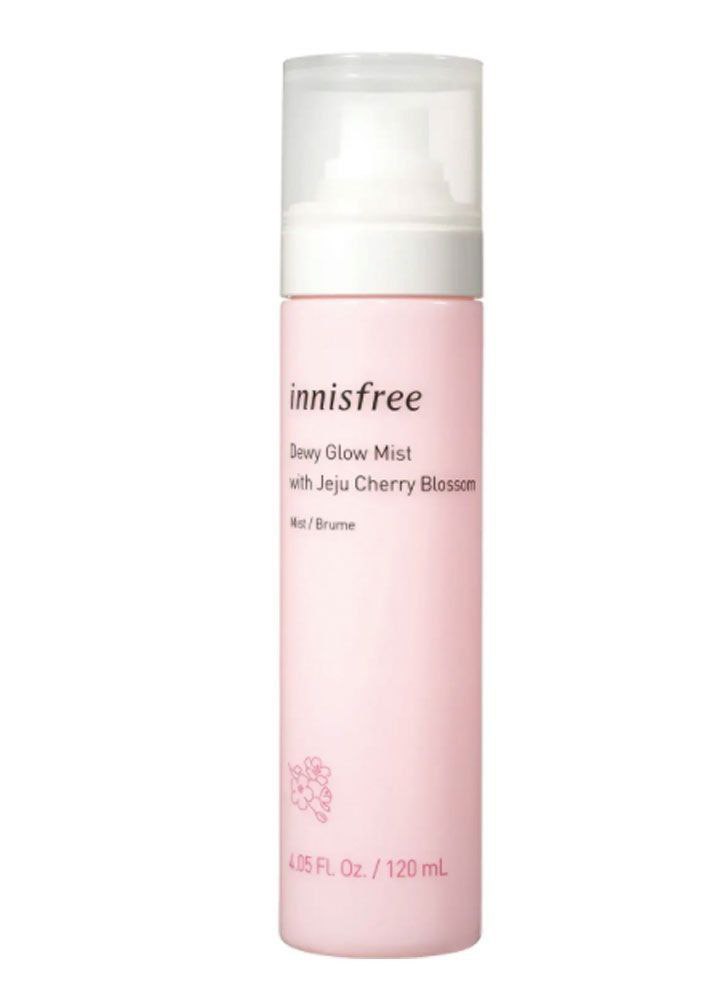 innisfree
Dewy Glow Mist
with Jeju Cherry Blossom
Mist / Brume
4.05 Fl. Oz. / 120 mL